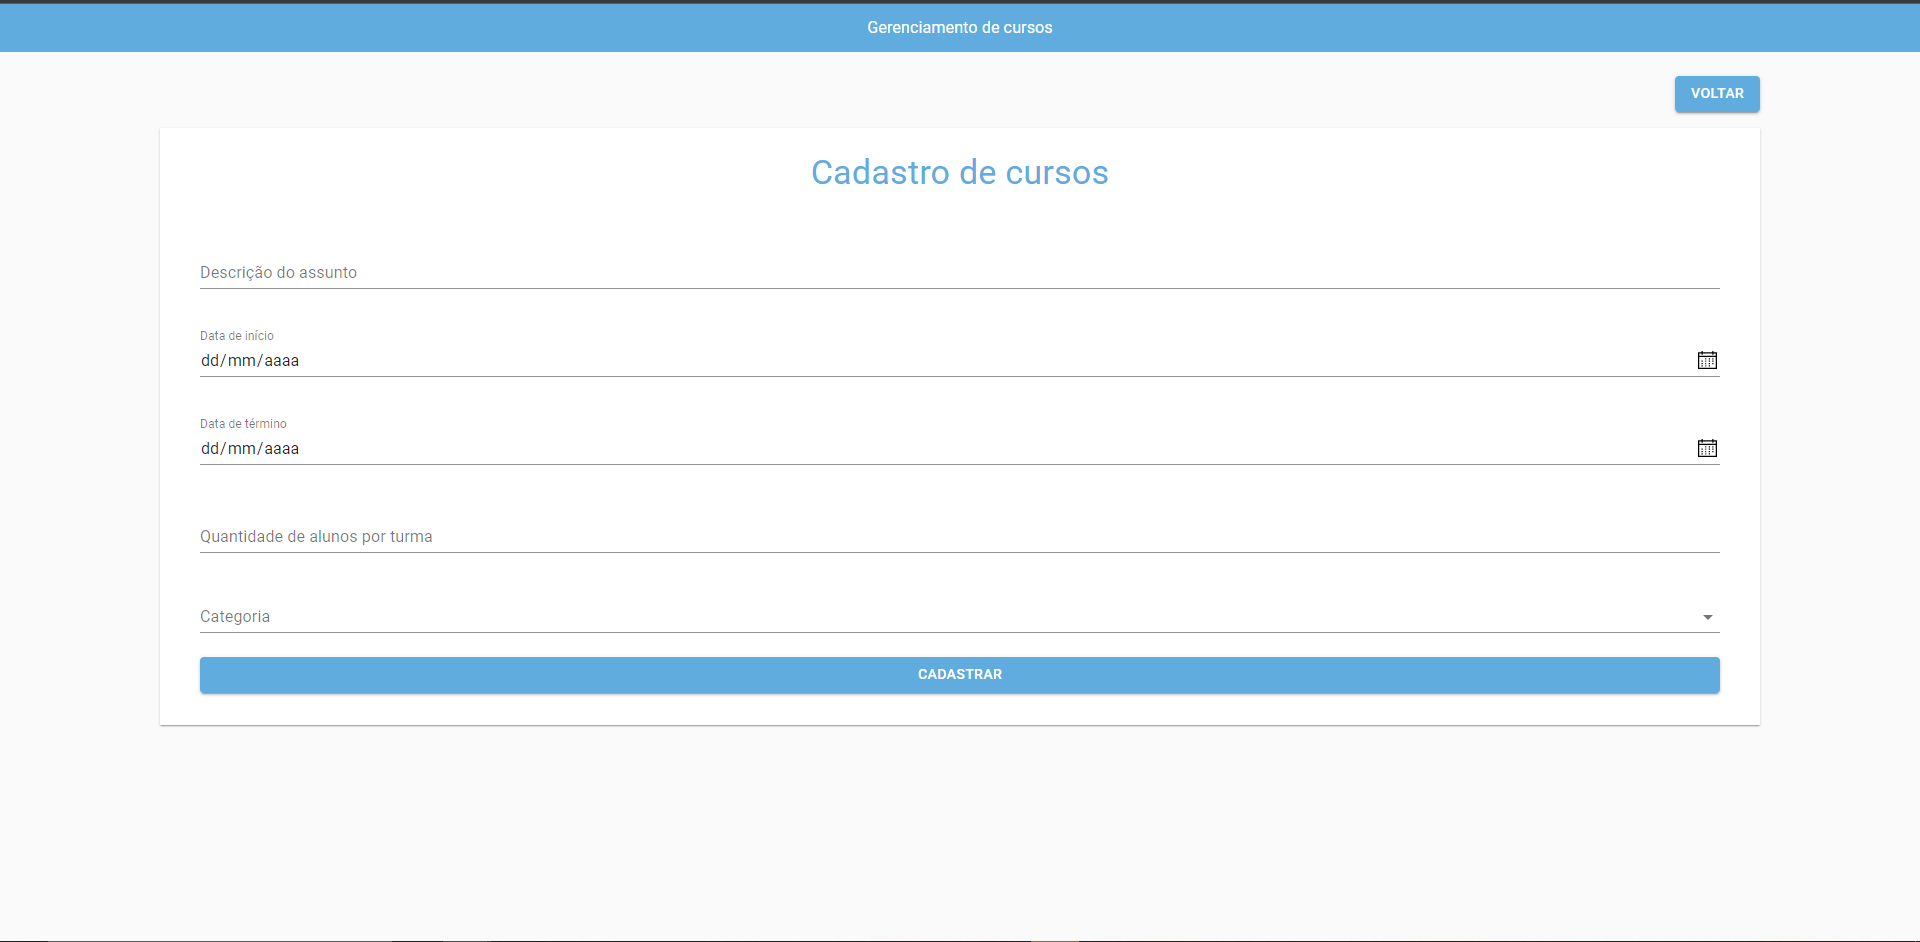 Gerenciamento de cursos
VOLTAR
Cadastro de cursos
Descrição do assunto
Data de início
dd/mm/aaaa
Data de término
dd/mm/aaaa
Quantidade de alunos por turma
Categoria
CADASTRAR